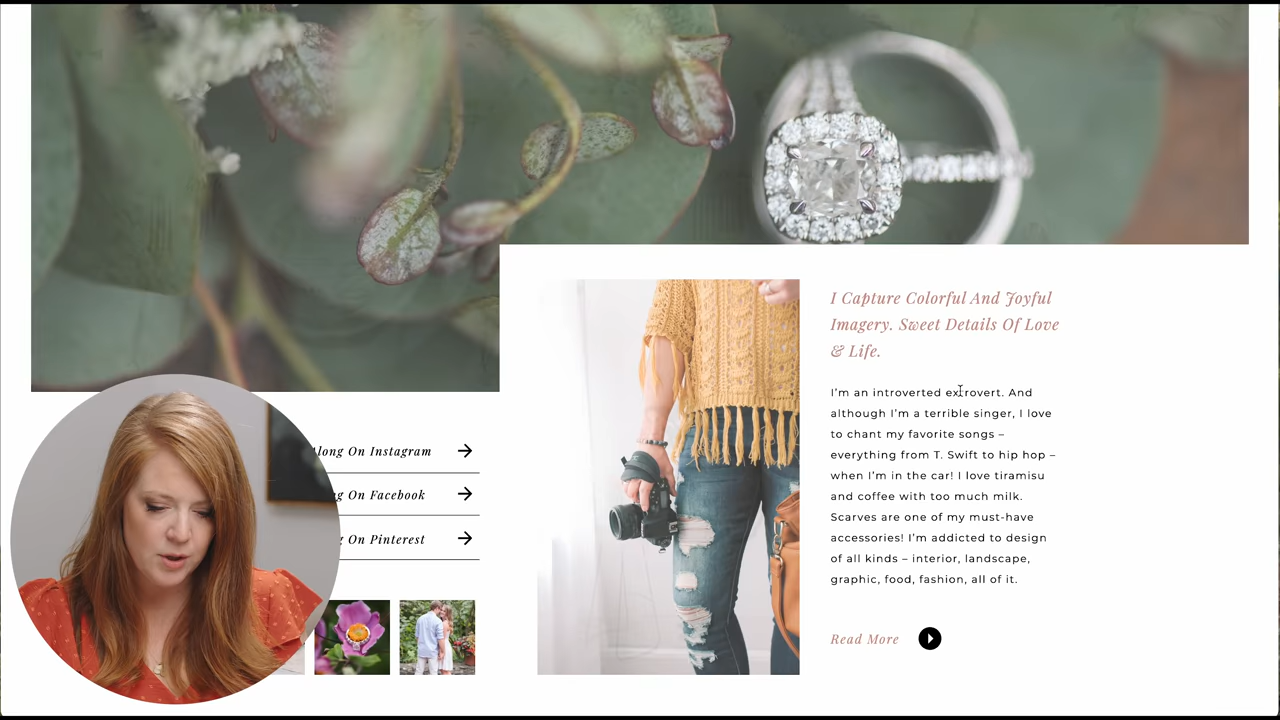 I Capture Colorful And Joyful
Imagery. Sweet Details Of Love
& Life.
I'm an introverted extrovert. And
although I'm a terrible singer, I love
to chant my favorite songs –
everything from T. Swift to hip hop –
when I'm in the car! I love tiramisu
and coffee with too much milk.
Scarves are one of my must-have
accessories! I'm addicted to design
of all kinds – interior, landscape,
graphic, food, fashion, all of it.
Read More
On Instagram
On Facebook
On Pinterest